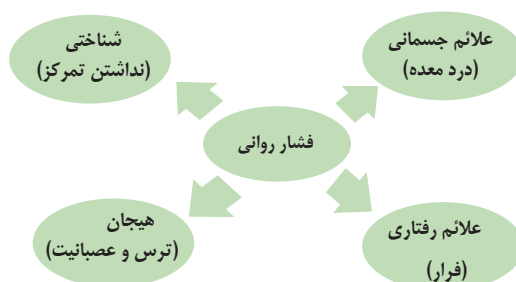 علائم جسمانی
(درد معده)
شناختی
(نداشتن تمرکز)
فشار روانی
علائم رفتاری
(فرار)
هیجان
(ترس و عصبانیت)